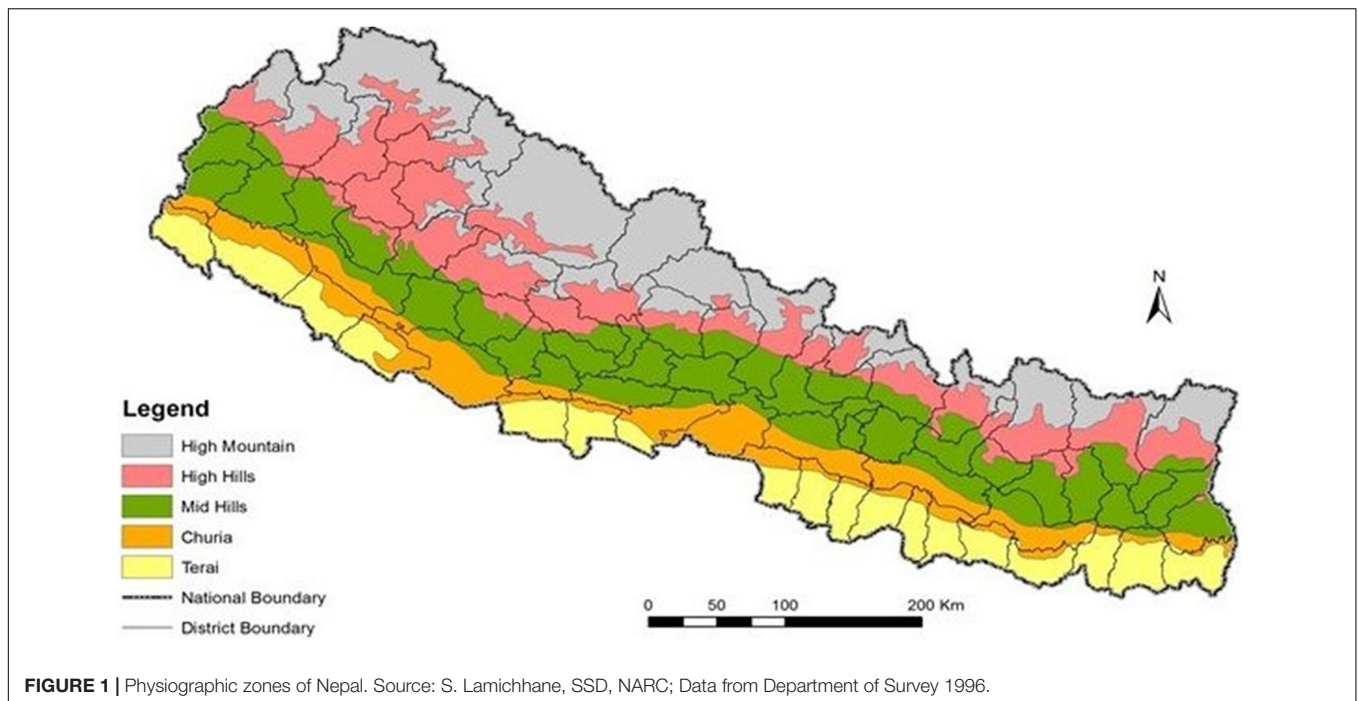 N
Legend
High Mountain
High Hills
Mid Hills
Churia
Terai
National Boundary
District Boundary
0 50 100 200 Km
FIGURE 1 | Physiographic zones of Nepal. Source: S. Lamichhane, SSD, NARC; Data from Department of Survey 1996.